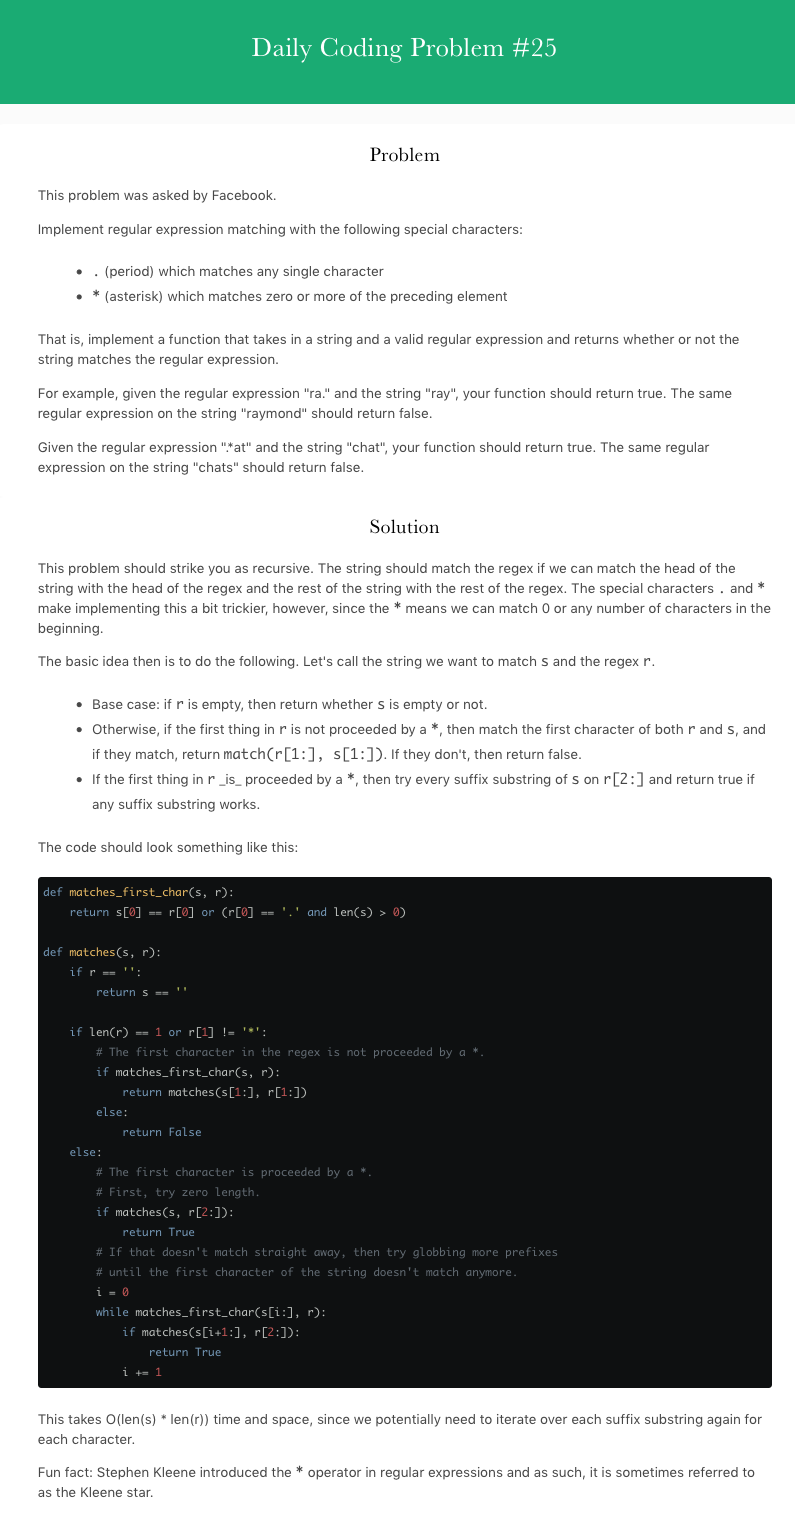 Daily Coding Problem #25
Problem
This problem was asked by Facebook.
Implement regular expression matching with the following special characters:
• . (period) which matches any single character
• * (asterisk) which matches zero or more of the preceding element
That is, implement a function that takes in a string and a valid regular expression and returns whether or not the
string matches the regular expression.
For example, given the regular expression "ra." and the string "ray", your function should return true. The same
regular expression on the string "raymond" should return false.
Given the regular expression ".*at" and the string "chat", your function should return true. The same regular
expression on the string "chats" should return false.
Solution
This problem should strike you as recursive. The string should match the regex if we can match the head of the
string with the head of the regex and the rest of the string with the rest of the regex. The special characters . and *
make implementing this a bit trickier, however, since the * means we can match 0 or any number of characters in the
beginning.
The basic idea then is to do the following. Let's call the string we want to match s and the regex r.
• Base case: if r is empty, then return whether s is empty or not.
• Otherwise, if the first thing in r is not proceeded by a *, then match the first character of both r and s, and
if they match, return match(r[1:], s[1:]). If they don't, then return false.
• If the first thing in r _is_ proceeded by a *, then try every suffix substring of s on r[2:] and return true if
any suffix substring works.
The code should look something like this:
def matches_first_char(s, r):
    return s[0] == r[0] or (r[0] == '.' and len(s) > 0)
def matches(s, r):
    if r == '':
        return s == ''
    if len(r) == 1 or r[1] != '*':
        # The first character in the regex is not proceeded by a *.
        if matches_first_char(s, r):
            return matches(s[1:], r[1:])
        else:
            return False
    else:
        # The first character is proceeded by a *.
        # First, try zero length.
        if matches(s, r[2:]):
            return True
        # If that doesn't match straight away, then try globbing more prefixes
        # until the first character of the string doesn't match anymore.
        i = 0
        while matches_first_char(s[i:], r):
            if matches(s[i+1:], r[2:]):
                return True
            i += 1
This takes O(len(s) * len(r)) time and space, since we potentially need to iterate over each suffix substring again for
each character.
Fun fact: Stephen Kleene introduced the * operator in regular expressions and as such, it is sometimes referred to
as the Kleene star.